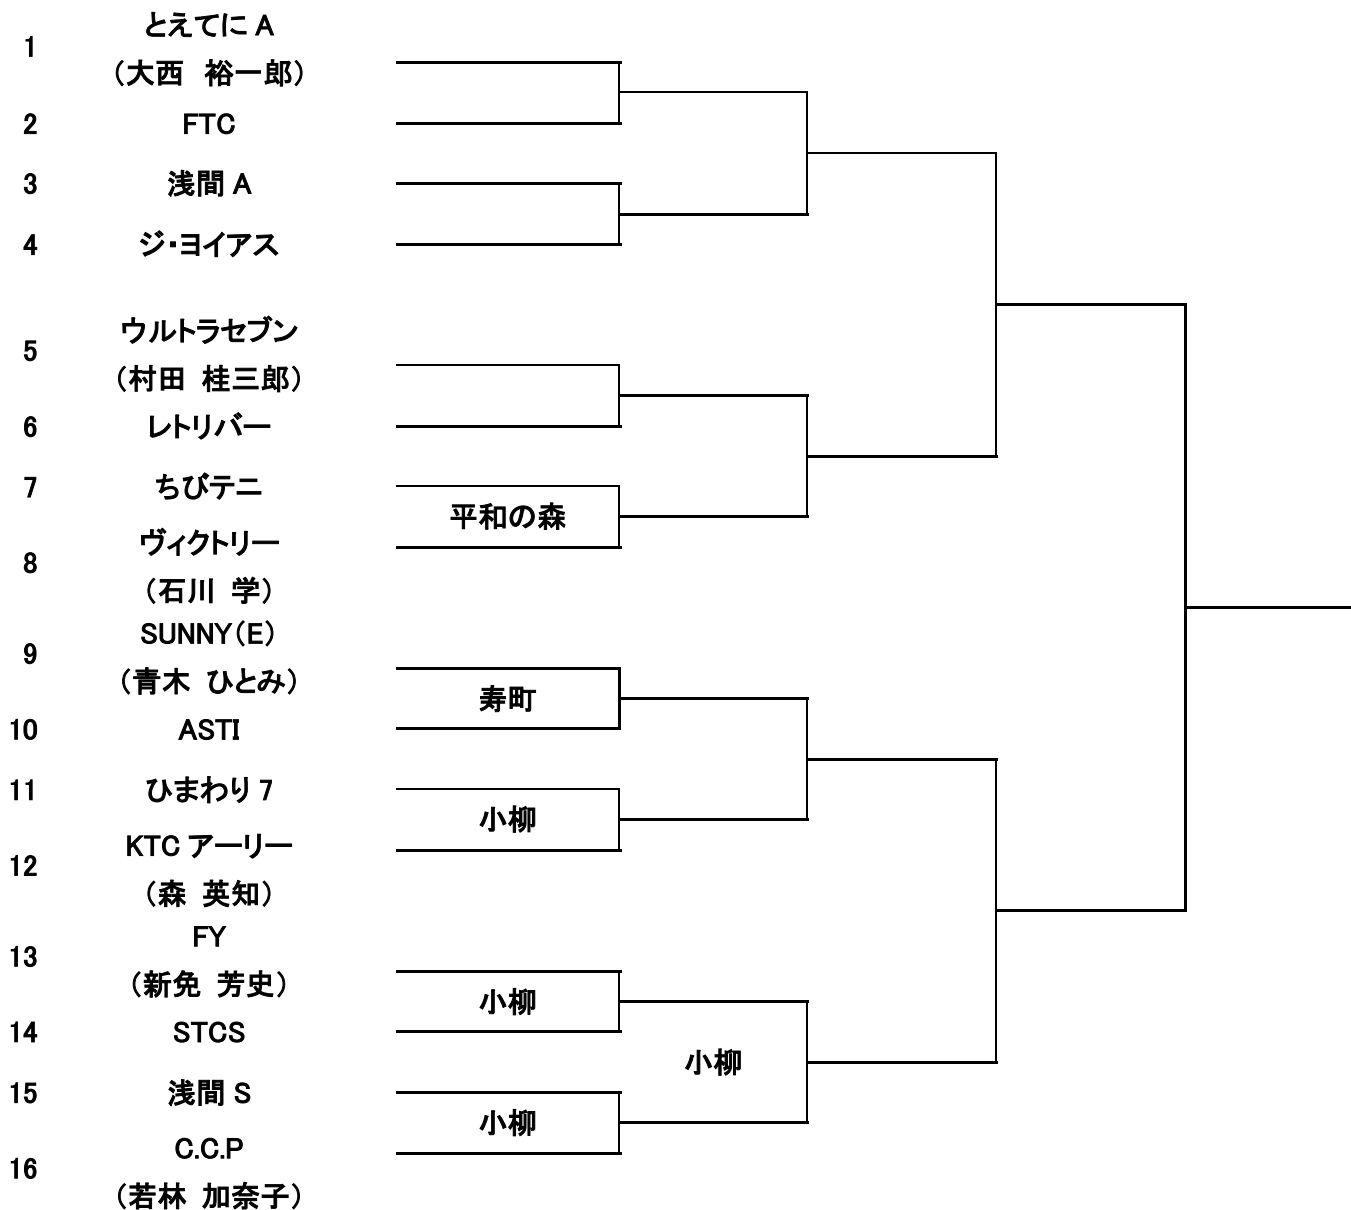 とえてに A
1
（大西　裕一郎）
2 FTC
3 浅間 A
4 ジ・ヨイアス
ウルトラセブン
5
（村田 桂三郎）
6 レトリバー
7 ちびテニ
平和の森
ヴィクトリー
8
（石川 学）
SUNNY（E）
9
（青木 ひとみ）
寿町
10 ASTI
11 ひまわり 7
小柳
KTC アーリー
12
（森 英知）
FY
13
（新免 芳史）
小柳
14 STCS
小柳
15 浅間 S
小柳
C.C.P
16
（若林 加奈子）